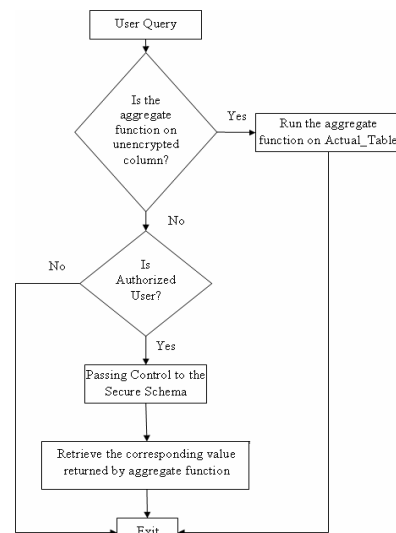 User Query
Is the
aggregate
function on
unencrypted
column?
Yes
Run the aggregate
function on Actual_Table
No
Is
Authorized
User?
No
Yes
Passing Control to the
Secure Schema
Retrieve the corresponding value
returned by aggregate function
Exit